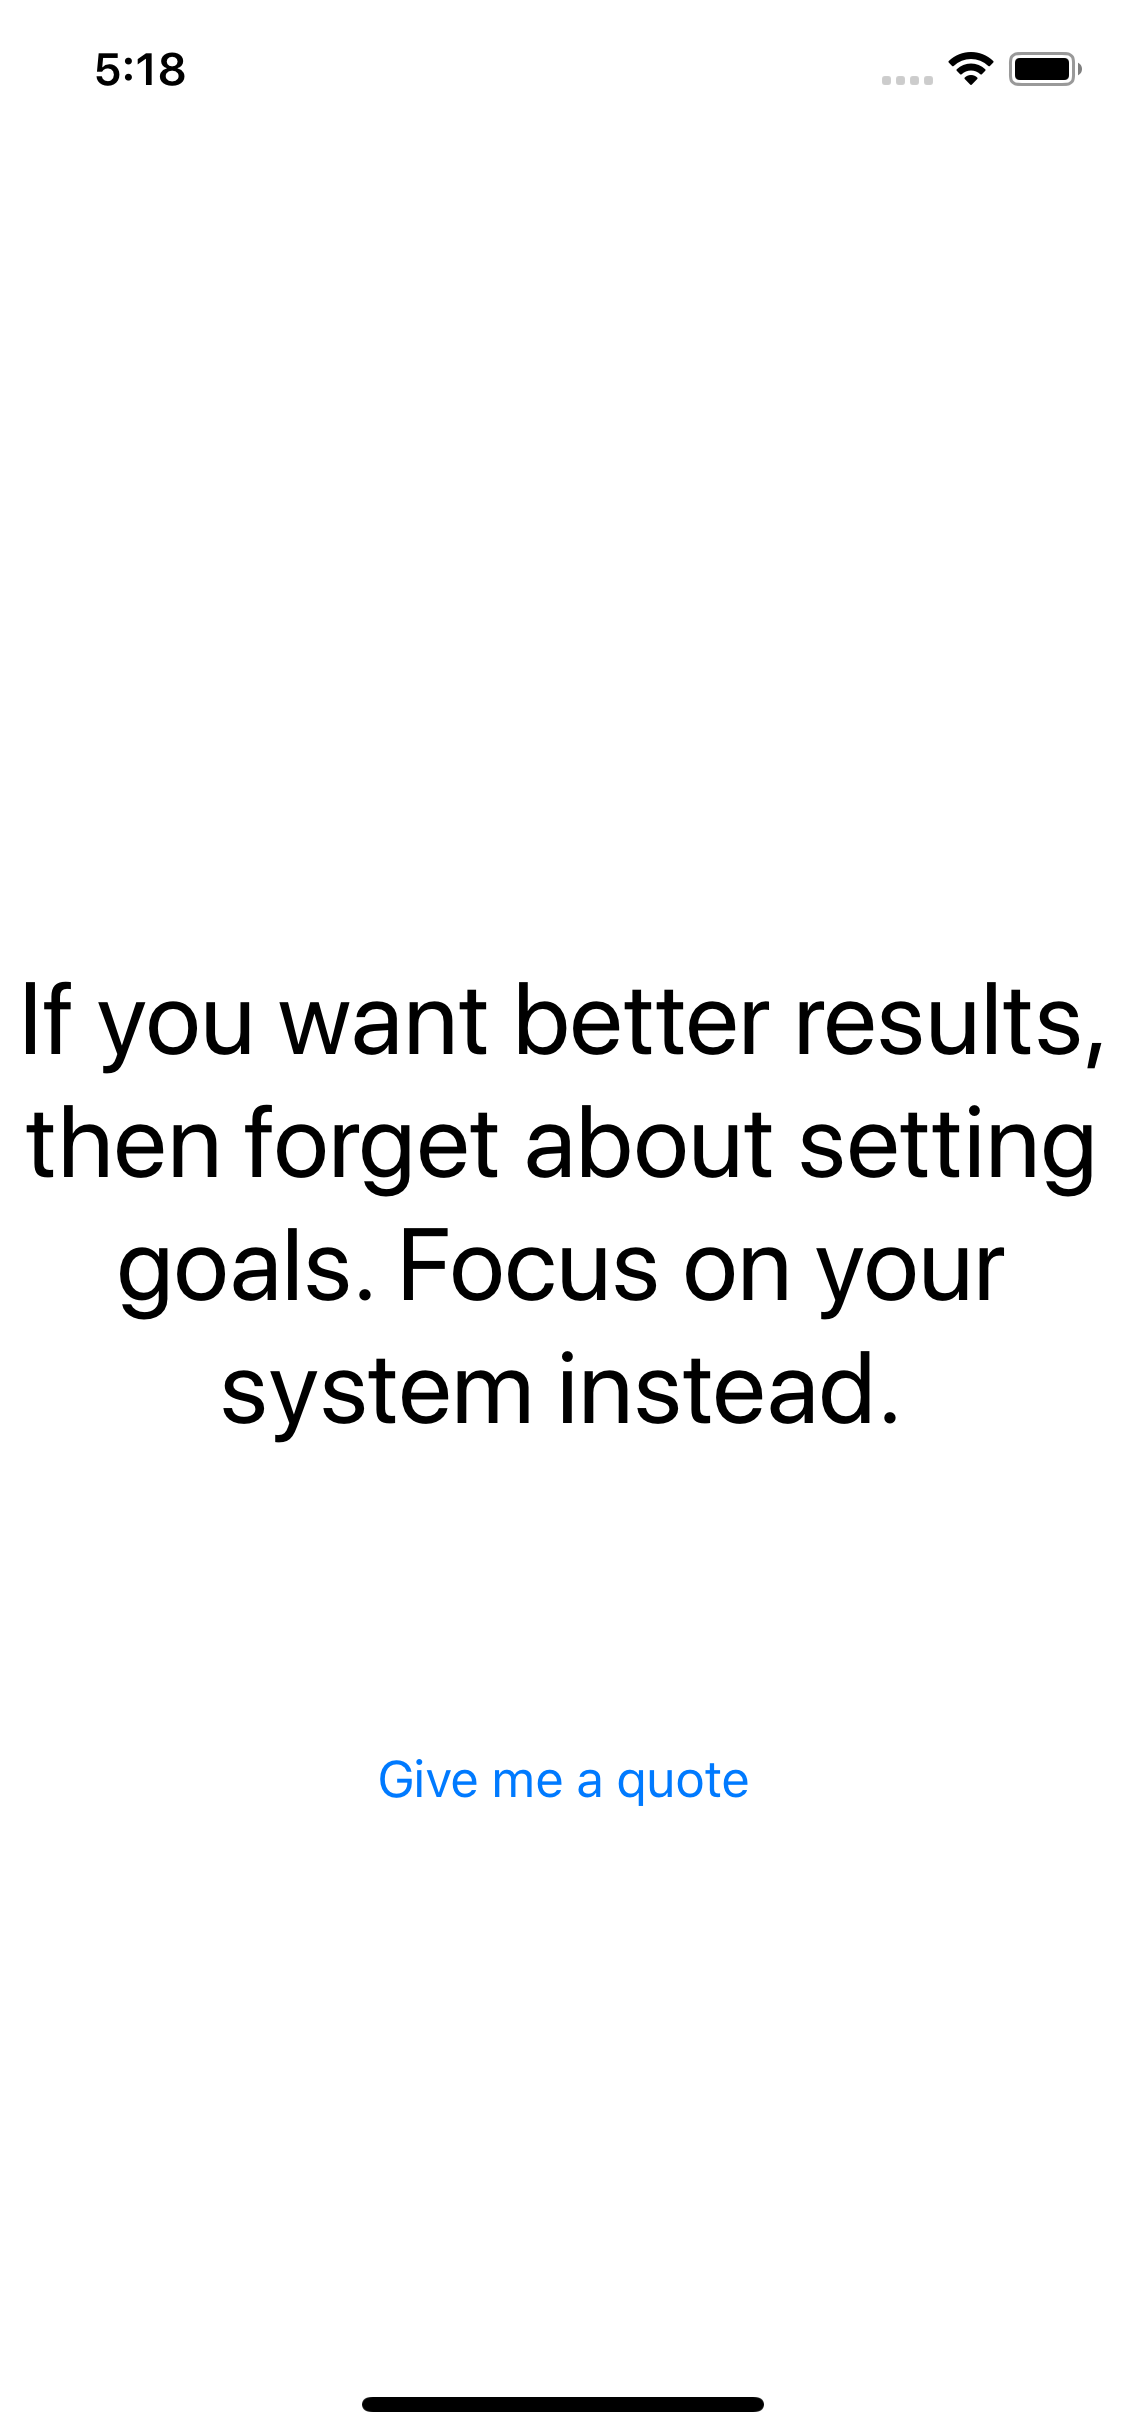 5:18
If you want better results,
then forget about setting
goals. Focus on your
system instead.
Give me a quote